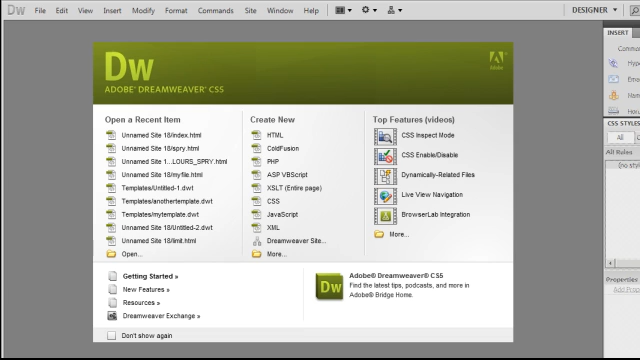 DW File Edit View Insert Modify Format Commands Site Window Help DESIGNER
INSERT
Dw
ADOBE® DREAMWEAVER® CS5
Adobe
CSS STYLES
All
All Rules
(no styl
Open a Recent Item
Unnamed Site 18/index.html
Unnamed Site 18/spry.html
Unnamed Site 1...LOURS_SPRY.html
Unnamed Site 18/myfile.html
Templates/Untitled-1.dwt
Templates/anothertemplate.dwt
Templates/mytemplate.dwt
Unnamed Site 18/Untitled-2.dwt
Unnamed Site 18/limit.html
Open...
Create New
HTML
ColdFusion
PHP
ASP VBScript
XSLT (Entire page)
CSS
JavaScript
XML
Dreamweaver Site...
More...
Top Features (videos)
CSS Inspect Mode
CSS Enable/Disable
Dynamically-Related Files
Live View Navigation
BrowserLab Integration
More...
Properties
Add Prop
Getting Started »
New Features »
Resources »
Dreamweaver Exchange »
Dw
Adobe® Dreamweaver® CS5
Find the latest tips, podcasts, and more in
Adobe® Bridge Home.
Don't show again